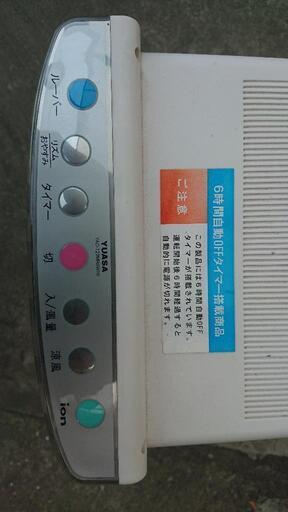 ルーバー
リズム
おやすみ
タイマー
YUASA
切
入/風量
涼風
ion
6時間自動OFFタイマー搭載商品
ご注意
この製品には6時間自動OFF
タイマーが搭載されています。
運転開始後6時間経過すると
自動的に電源が切れます。